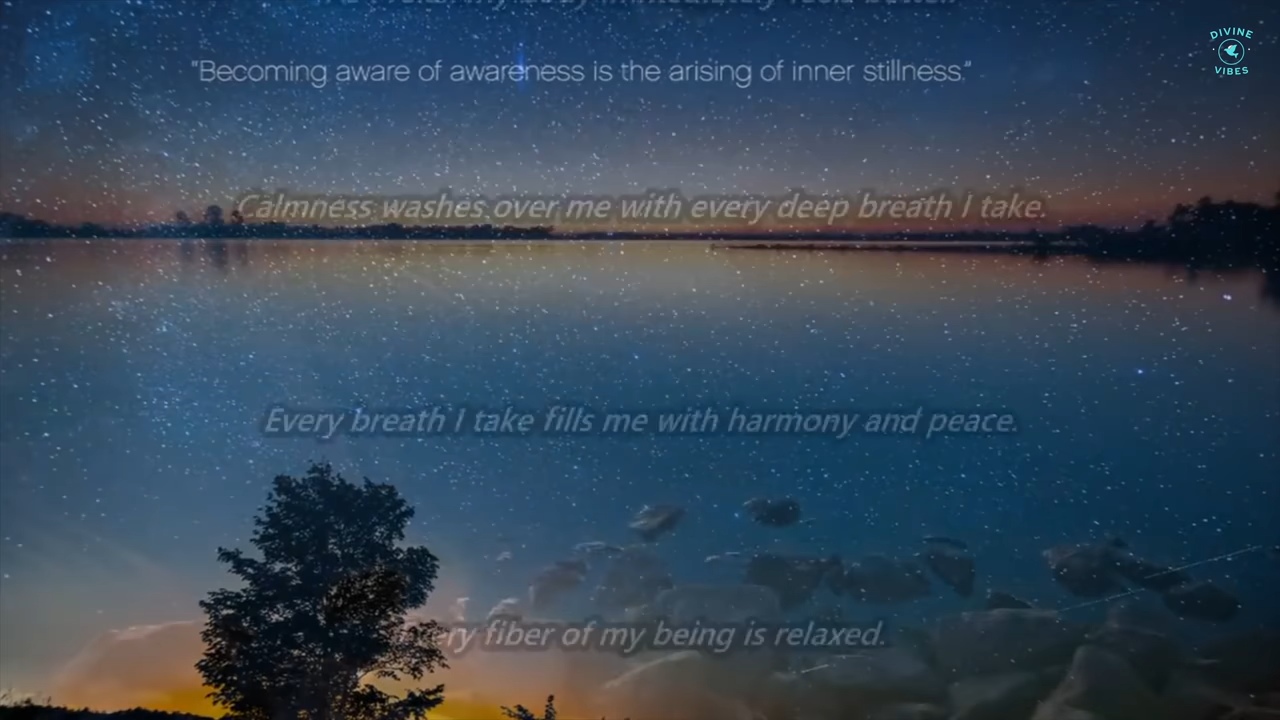 "Becoming aware of awareness is the arising of inner stillness."
DIVINE
VIBES
Calmness washes over me with every deep breath I take.
Every breath I take fills me with harmony and peace.
fiber of my being is relaxed.